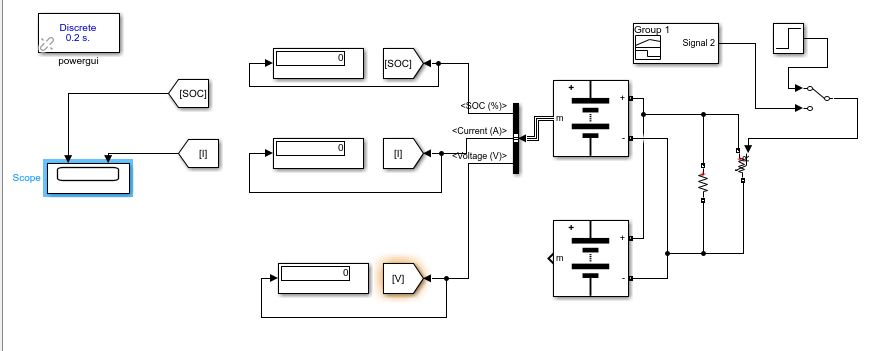 Discrete
0.2 s.
powergui
[SOC]
[I]
Scope
0
[SOC]
0
[I]
0
[V]
<SOC (%)>
<Current (A)>
<Voltage (V)>
+
m
+
-
+
m
+
-
Group 1
Signal 2